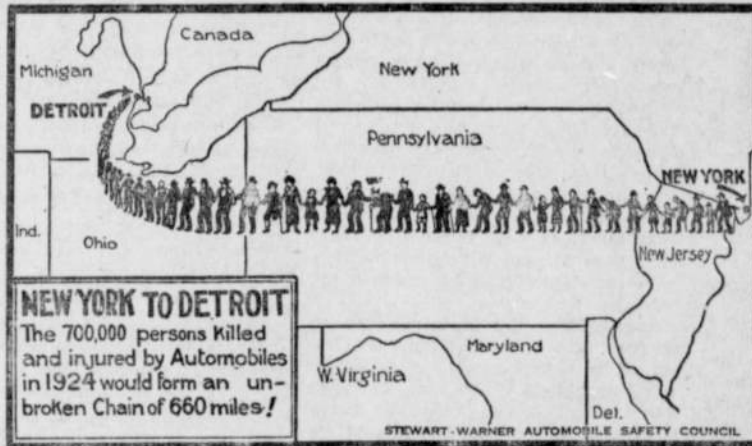 Canada
Michigan
New York
DETROIT
Pennsylvania
NEW YORK
Ind.
Ohio
New Jersey
NEW YORK TO DETROIT
The 700,000 persons killed
and injured by Automobiles
in 1924 would form an un-
broken Chain of 660 miles!
Maryland
W. Virginia
Del.
STEWART-WARNER AUTOMOBILE SAFETY COUNCIL